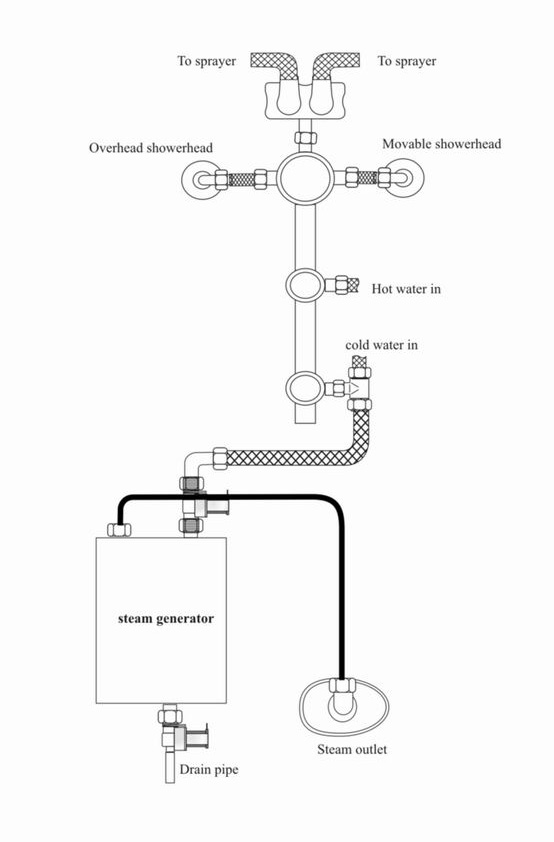 To sprayer
To sprayer
Overhead showerhead
Movable showerhead
Hot water in
cold water in
steam generator
Steam outlet
Drain pipe